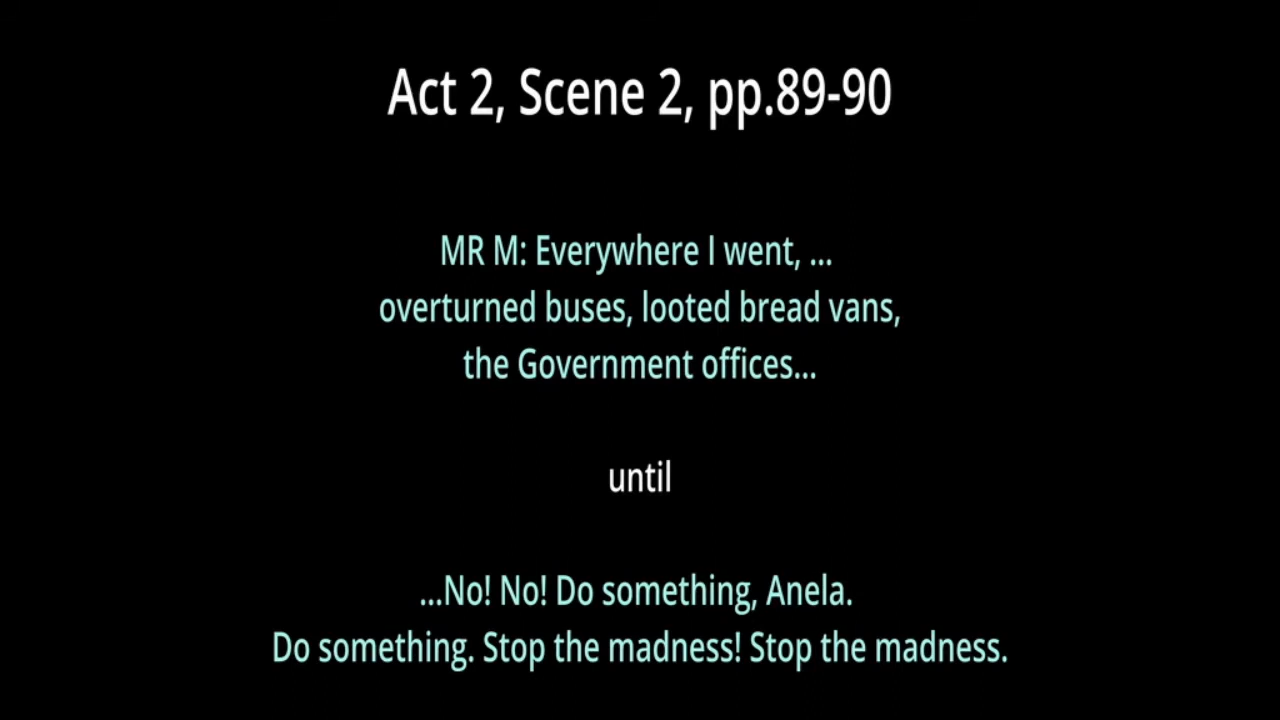 Act 2, Scene 2, pp.89-90
MR M: Everywhere I went, ...
overturned buses, looted bread vans,
the Government offices...
until
...No! No! Do something, Anela.
Do something. Stop the madness! Stop the madness.